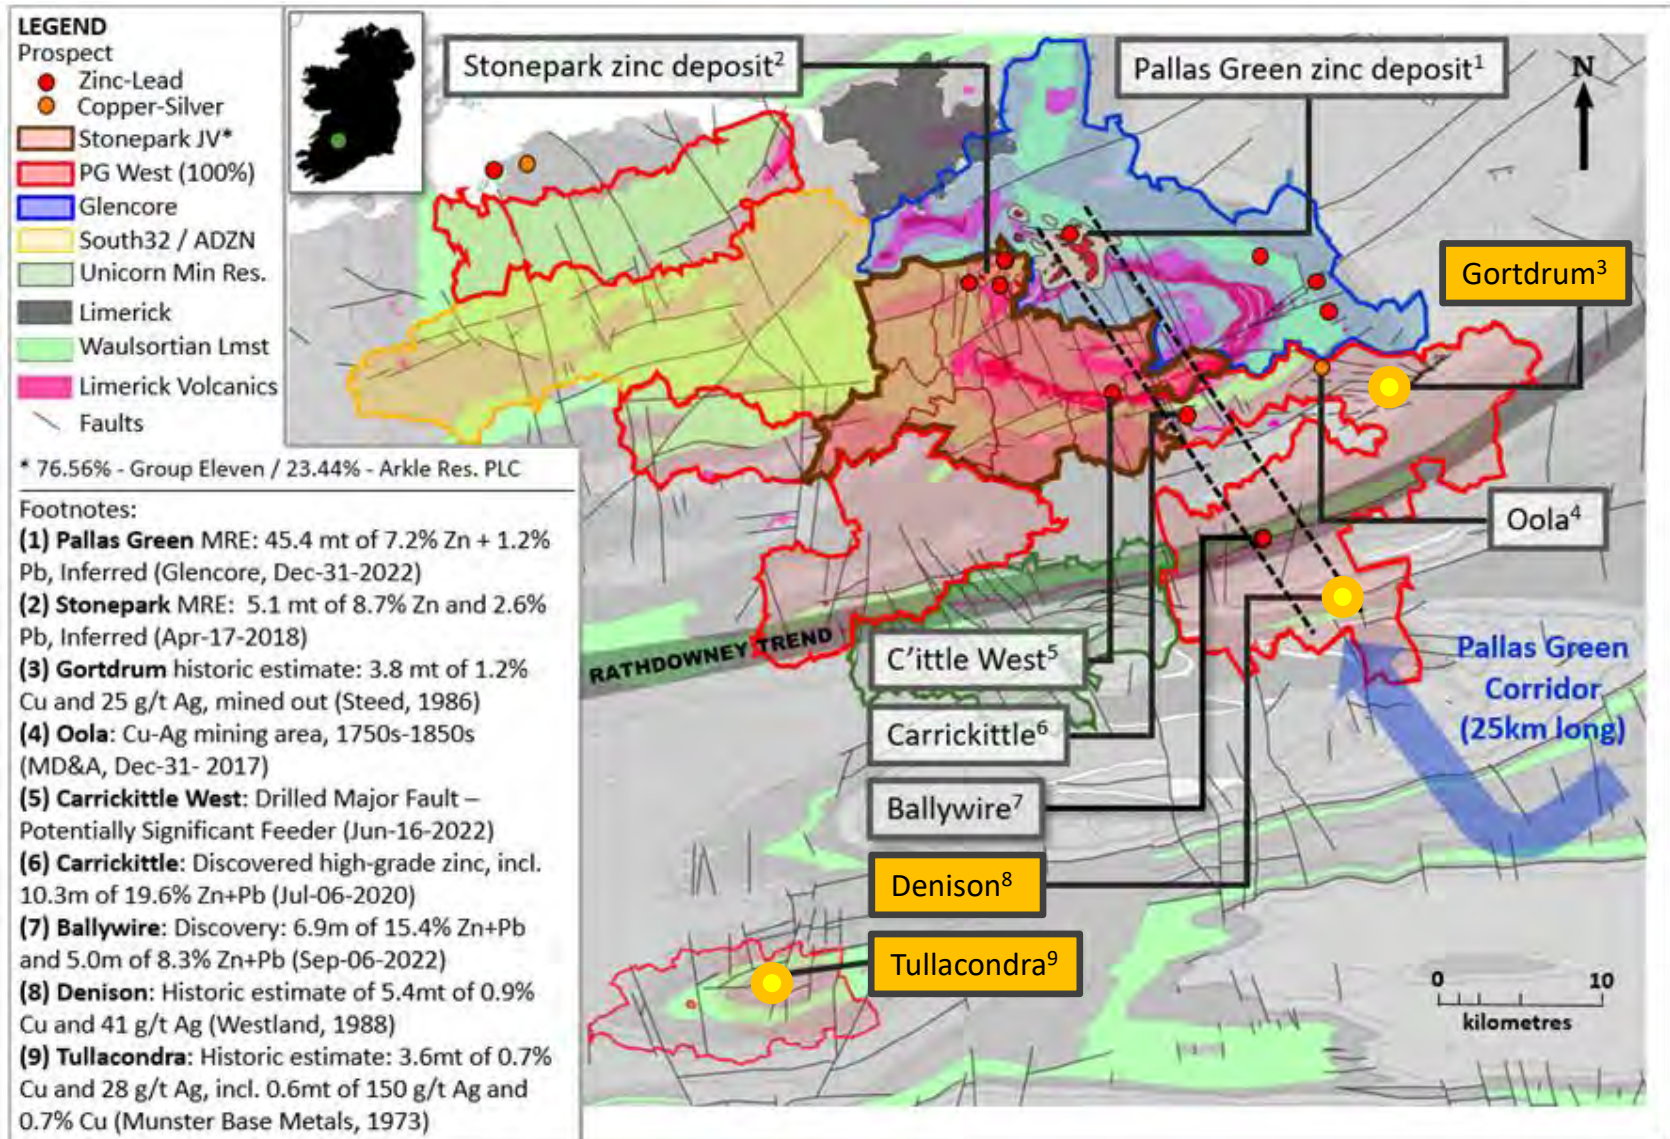 LEGEND
Prospect
Zinc-Lead
Copper-Silver
Stonepark JV*
PG West (100%)
Glencore
South32 / ADZN
Unicorn Min Res.
Limerick
Waulsortian Lmst
Limerick Volcanics
Faults
* 76.56% - Group Eleven / 23.44% - Arkle Res. PLC
Footnotes:
(1) Pallas Green MRE: 45.4 mt of 7.2% Zn + 1.2%
Pb, Inferred (Glencore, Dec-31-2022)
(2) Stonepark MRE: 5.1 mt of 8.7% Zn and 2.6%
Pb, Inferred (Apr-17-2018)
(3) Gortdrum historic estimate: 3.8 mt of 1.2%
Cu and 25 g/t Ag, mined out (Steed, 1986)
(4) Oola: Cu-Ag mining area, 1750s-1850s
(MD&A, Dec-31- 2017)
(5) Carrickittle West: Drilled Major Fault –
Potentially Significant Feeder (Jun-16-2022)
(6) Carrickittle: Discovered high-grade zinc, incl.
10.3m of 19.6% Zn+Pb (Jul-06-2020)
(7) Ballywire: Discovery: 6.9m of 15.4% Zn+Pb
and 5.0m of 8.3% Zn+Pb (Sep-06-2022)
(8) Denison: Historic estimate of 5.4mt of 0.9%
Cu and 41 g/t Ag (Westland, 1988)
(9) Tullacondra: Historic estimate: 3.6mt of 0.7%
Cu and 28 g/t Ag, incl. 0.6mt of 150 g/t Ag and
0.7% Cu (Munster Base Metals, 1973)
Stonepark zinc deposit²
Pallas Green zinc deposit¹
N
Gortdrum³
Oola⁴
RATHDOWNEY TREND
C'ittle West⁵
Carrickittle⁶
Ballywire⁷
Denison⁸
Tullacondra⁹
Pallas Green
Corridor
(25km long)
0 10
kilometres